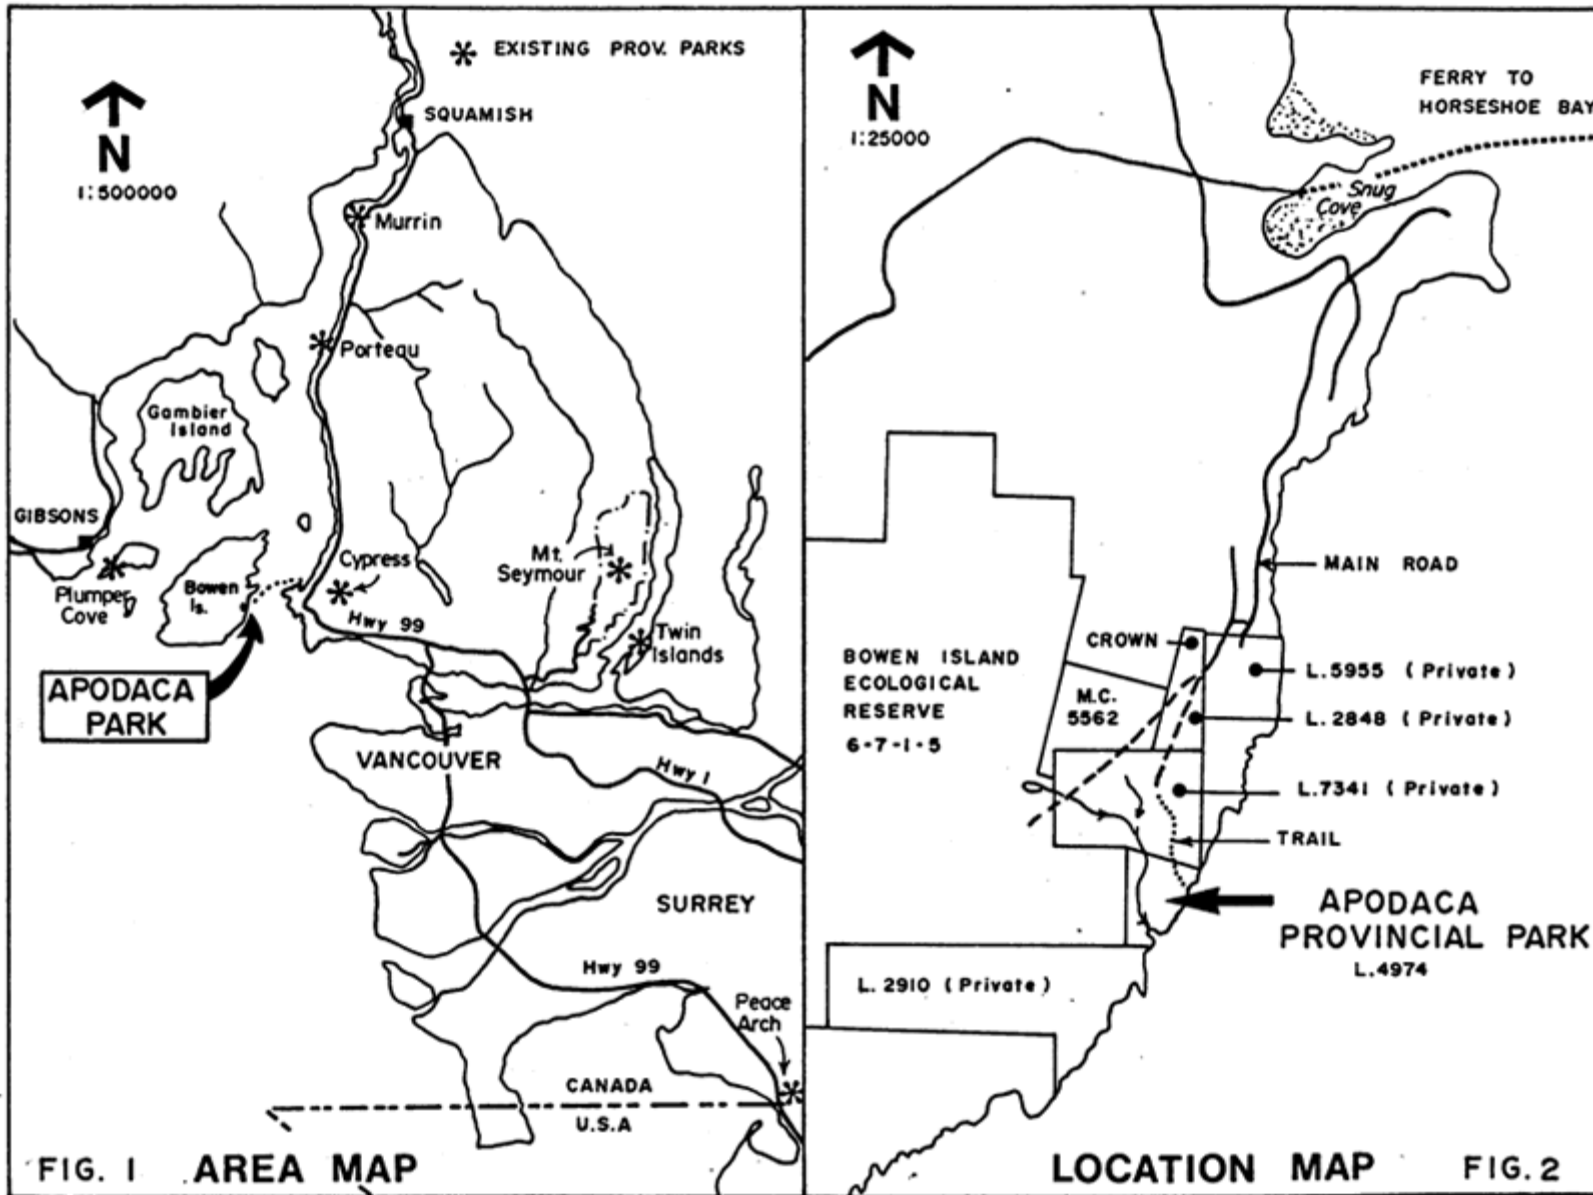 EXISTING PROV. PARKS
N
1:500000
SQUAMISH
Murrin
Porteau
Gambier
Island
GIBSONS
Plumper
Cove
Bowen
Is.
Cypress
Mt.
Seymour
Hwy 99
Twin
Islands
APODACA
PARK
VANCOUVER
Hwy 1
SURREY
Hwy 99
Peace
Arch
CANADA
U.S.A
FIG. 1 AREA MAP
N
1:25000
FERRY TO
HORSESHOE BAY
Snug
Cove
MAIN ROAD
CROWN
BOWEN ISLAND
ECOLOGICAL
RESERVE
6-7-1-5
M.C.
5562
L.5955 (Private)
L.2848 (Private)
L.7341 (Private)
TRAIL
APODACA
PROVINCIAL PARK
L.4974
L. 2910 (Private)
LOCATION MAP FIG. 2